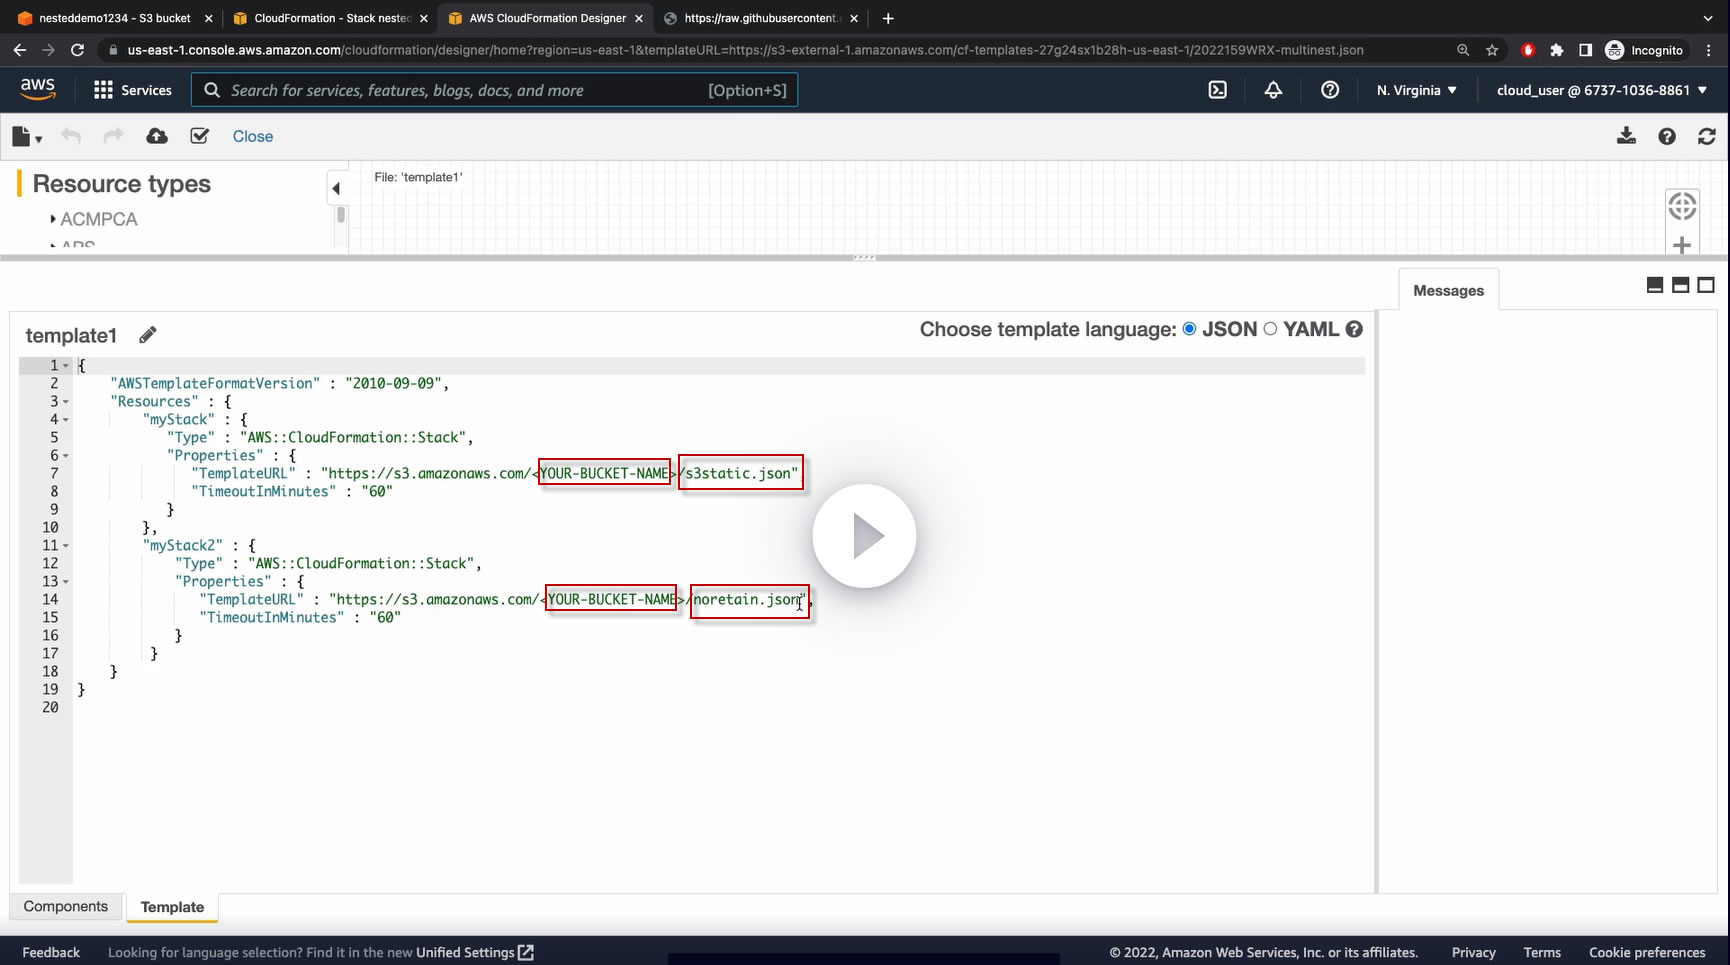 nesteddemo1234 - S3 bucket
CloudFormation - Stack nested
AWS CloudFormation Designer
https://raw.githubusercontent.
us-east-1.console.aws.amazon.com/cloudformation/designer/home?region=us-east-1&templateURL=https://s3-external-1.amazonaws.com/cf-templates-27g24sx1b28h-us-east-1/2022159WRX-multinest.json
Incognito
aws
Services
Search for services, features, blogs, docs, and more
[Option+S]
N. Virginia
cloud_user @ 6737-1036-8861
Close
Resource types
ACMPCA
APS
File: 'template1'
Messages
template1
Choose template language: JSON YAML
1 {
2 "AWSTemplateFormatVersion" : "2010-09-09",
3 "Resources" : {
4 "myStack" : {
5 "Type" : "AWS::CloudFormation::Stack",
6 "Properties" : {
7 "TemplateURL" : "https://s3.amazonaws.com/<YOUR-BUCKET-NAME>/s3static.json",
8 "TimeoutInMinutes" : "60"
9 }
10 },
11 "myStack2" : {
12 "Type" : "AWS::CloudFormation::Stack",
13 "Properties" : {
14 "TemplateURL" : "https://s3.amazonaws.com/<YOUR-BUCKET-NAME>/noretain.json",
15 "TimeoutInMinutes" : "60"
16 }
17 }
18 }
19 }
20
Components
Template
Feedback
Looking for language selection? Find it in the new Unified Settings
© 2022, Amazon Web Services, Inc. or its affiliates.
Privacy
Terms
Cookie preferences